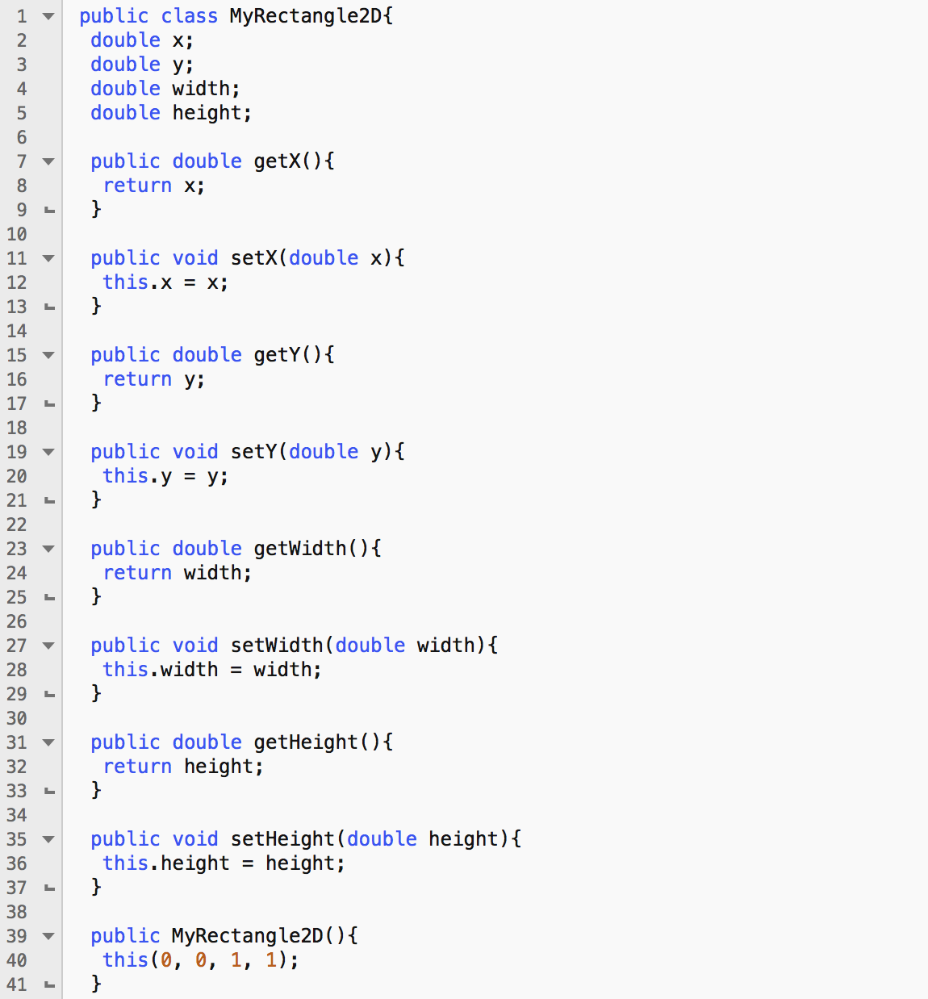 1 public class MyRectangle2D{
2 double x;
3 double y;
4 double width;
5 double height;
6
7 public double getX(){
8 return x;
9 }
10
11 public void setX(double x){
12 this.x = x;
13 }
14
15 public double getY(){
16 return y;
17 }
18
19 public void setY(double y){
20 this.y = y;
21 }
22
23 public double getWidth(){
24 return width;
25 }
26
27 public void setWidth(double width){
28 this.width = width;
29 }
30
31 public double getHeight(){
32 return height;
33 }
34
35 public void setHeight(double height){
36 this.height = height;
37 }
38
39 public MyRectangle2D(){
40 this(0, 0, 1, 1);
41 }